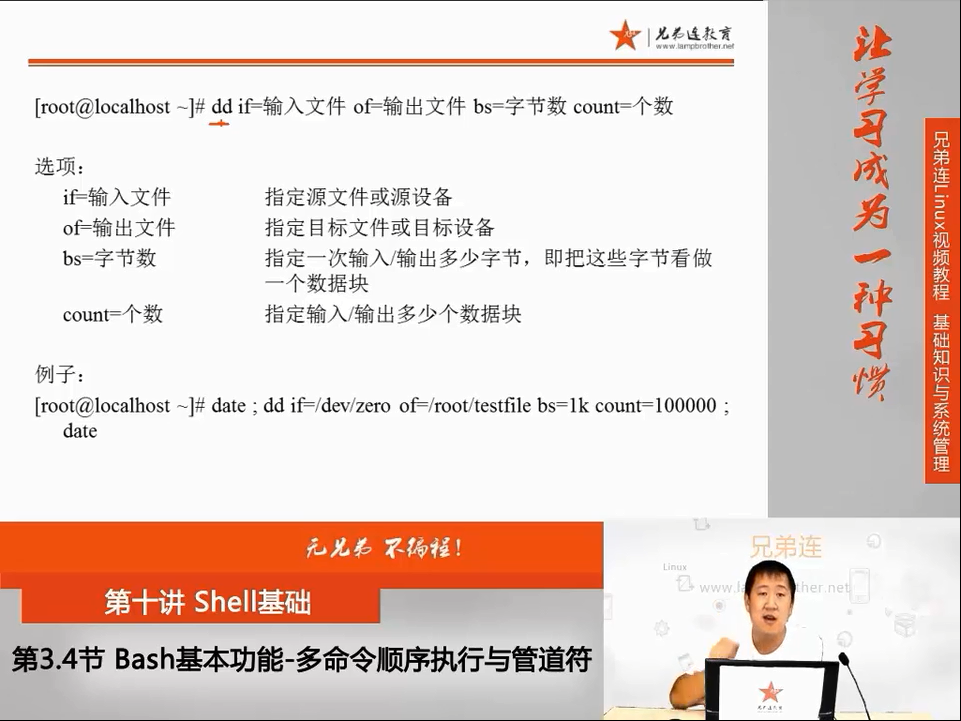 兄弟连教育
www.lampbrother.net
[root@localhost ~]# dd if=输入文件 of=输出文件 bs=字节数 count=个数
选项：
if=输入文件 指定源文件或源设备
of=输出文件 指定目标文件或目标设备
bs=字节数 指定一次输入/输出多少字节，即把这些字节看做
一个数据块
count=个数 指定输入/输出多少个数据块
例子：
[root@localhost ~]# date ; dd if=/dev/zero of=/root/testfile bs=1k count=100000 ;
date
让学习成为一种习惯
兄弟连Linux视频教程 基础知识与系统管理
无兄弟 不编程！
第十讲 Shell基础
第3.4节 Bash基本功能-多命令顺序执行与管道符
兄弟连
Linux